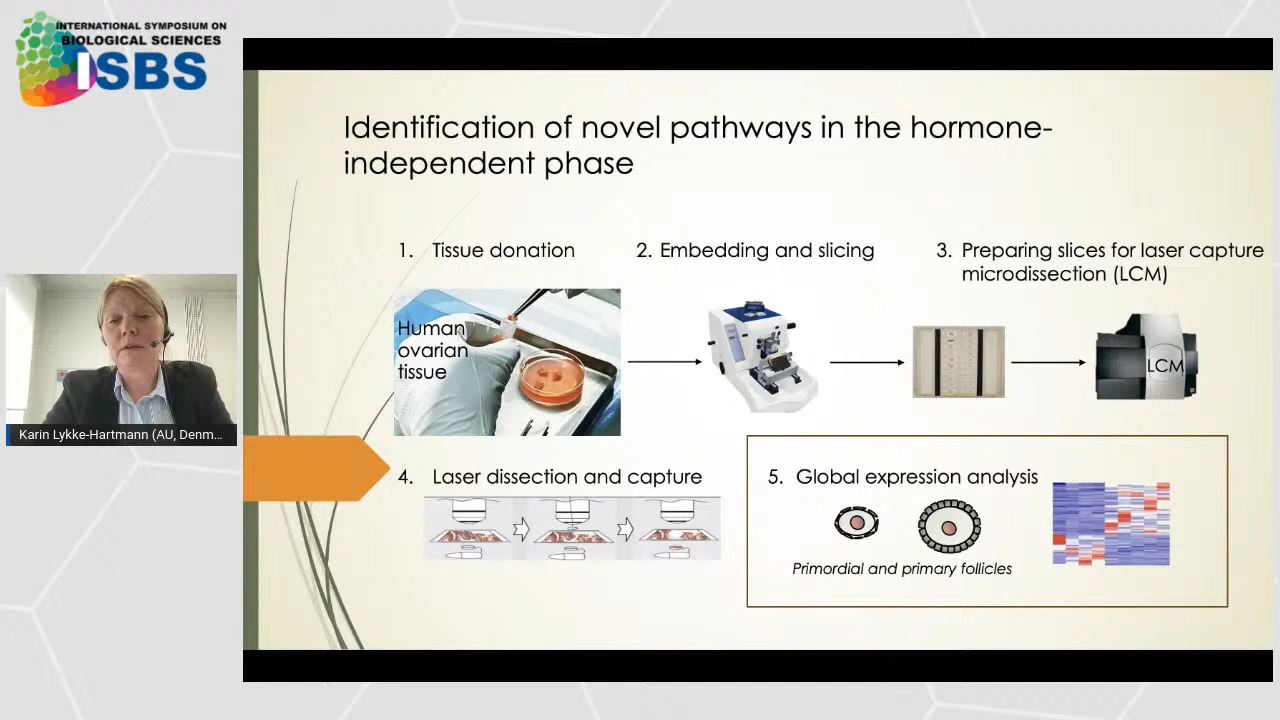 INTERNATIONAL SYMPOSIUM ON
BIOLOGICAL SCIENCES
ISBS
Identification of novel pathways in the hormone-
independent phase
1. Tissue donation
2. Embedding and slicing
3. Preparing slices for laser capture
microdissection (LCM)
Human
ovarian
tissue
LCM
Karin Lykke-Hartmann (AU, Denm...
4. Laser dissection and capture
5. Global expression analysis
Primordial and primary follicles